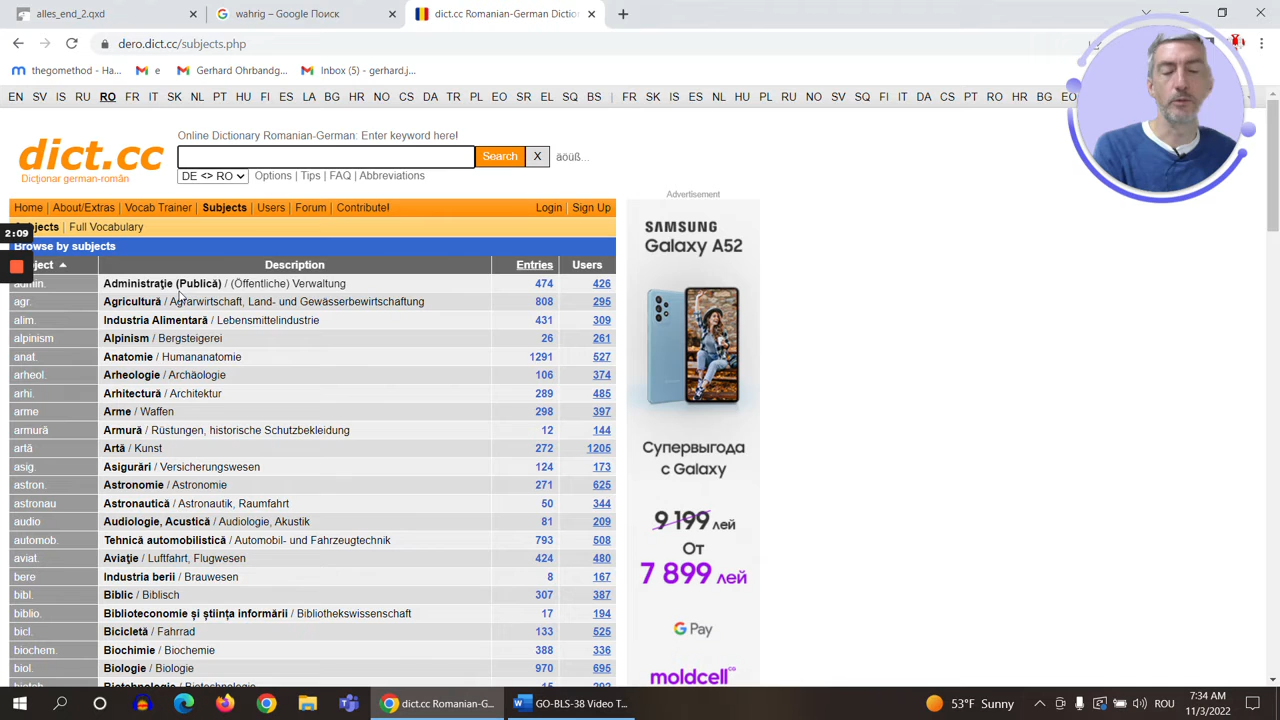 alles_end_2.qxd
wahrig – Google Поиск
dict.cc Romanian-German Dictio
dero.dict.cc/subjects.php
thegomethod - Ha...
e
Gerhard Ohrbandg...
Inbox (5) - gerhard.j...
EN SV IS RU RO FR IT SK NL PT HU FI ES LA BG HR NO CS DA TR PL EO SR EL SQ BS | FR SK IS ES NL HU PL RU NO SV SQ FI IT DA CS PT RO HR BG EO
dict.cc
Dicționar german-român
Online Dictionary Romanian-German: Enter keyword here!
Search X äöüß...
DE <> RO Options | Tips | FAQ | Abbreviations
Home | About/Extras | Vocab Trainer | Subjects | Users | Forum | Contribute! Login | Sign Up
jects | Full Vocabulary
2:09
Browse by subjects
ject Description Entries Users
admin. Administraţie (Publică) / (Öffentliche) Verwaltung 474 426
agr. Agricultură / Agrarwirtschaft, Land- und Gewässerbewirtschaftung 808 295
alim. Industria Alimentară / Lebensmittelindustrie 431 309
alpinism Alpinism / Bergsteigerei 26 261
anat. Anatomie / Humananatomie 1291 527
arheol. Arheologie / Archäologie 106 374
arhi. Arhitectură / Architektur 289 485
arme Arme / Waffen 298 397
armură Armură / Rüstungen, historische Schutzbekleidung 12 144
artă Artă / Kunst 272 1205
asig. Asigurări / Versicherungswesen 124 173
astron. Astronomie / Astronomie 271 625
astronau Astronautică / Astronautik, Raumfahrt 50 344
audio Audiologie, Acustică / Audiologie, Akustik 81 209
automob. Tehnică automobilistică / Automobil- und Fahrzeugtechnik 793 508
aviat. Aviaţie / Luftfahrt, Flugwesen 424 480
bere Industria berii / Brauwesen 8 167
bibl. Biblic / Biblisch 307 387
biblio. Biblioteconomie și știința informării / Bibliothekswissenschaft 17 194
bicl. Bicicletă / Fahrrad 133 525
biochem. Biochimie / Biochemie 388 336
biol. Biologie / Biologie 970 695
biotah Biotehnologie / Biotechnologie 15 292
Advertisement
SAMSUNG
Galaxy A52
Супервыгода
с Galaxy
9 199 лей
От
7 899 лей
G Pay
moldcell
dict.cc Romanian-G...
GO-BLS-38 Video T...
53°F Sunny
ROU
7:34 AM
11/3/2022